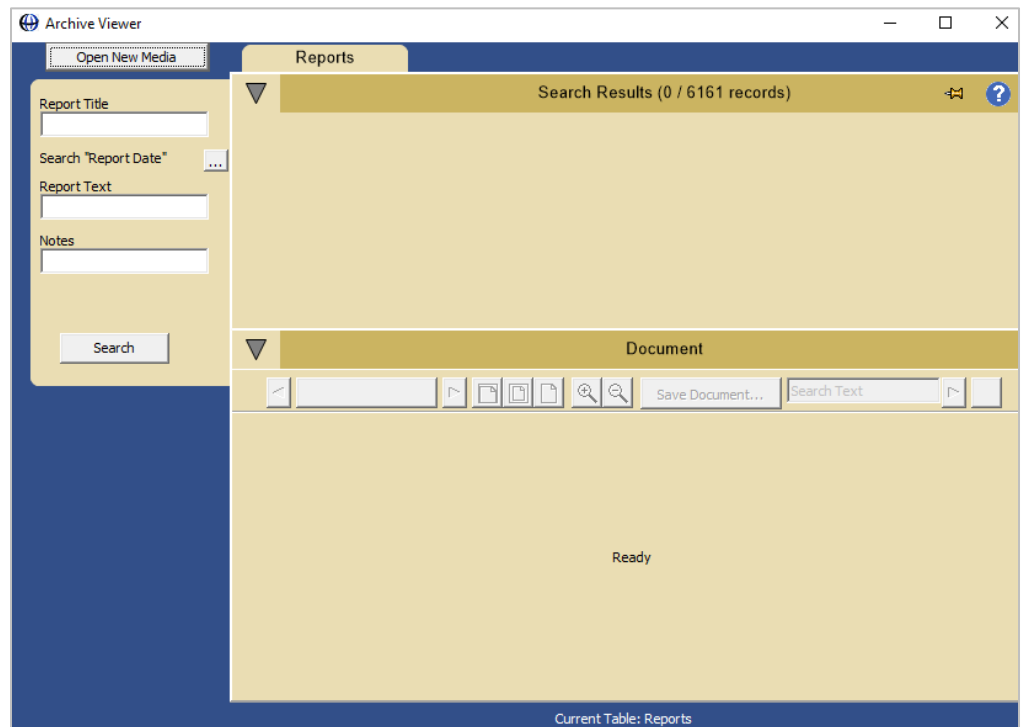 Archive Viewer
Open New Media
Reports
Report Title
Search "Report Date"
...
Report Text
Notes
Search
Search Results (0 / 6161 records)
?
Document
Save Document...
Search Text
Ready
Current Table: Reports